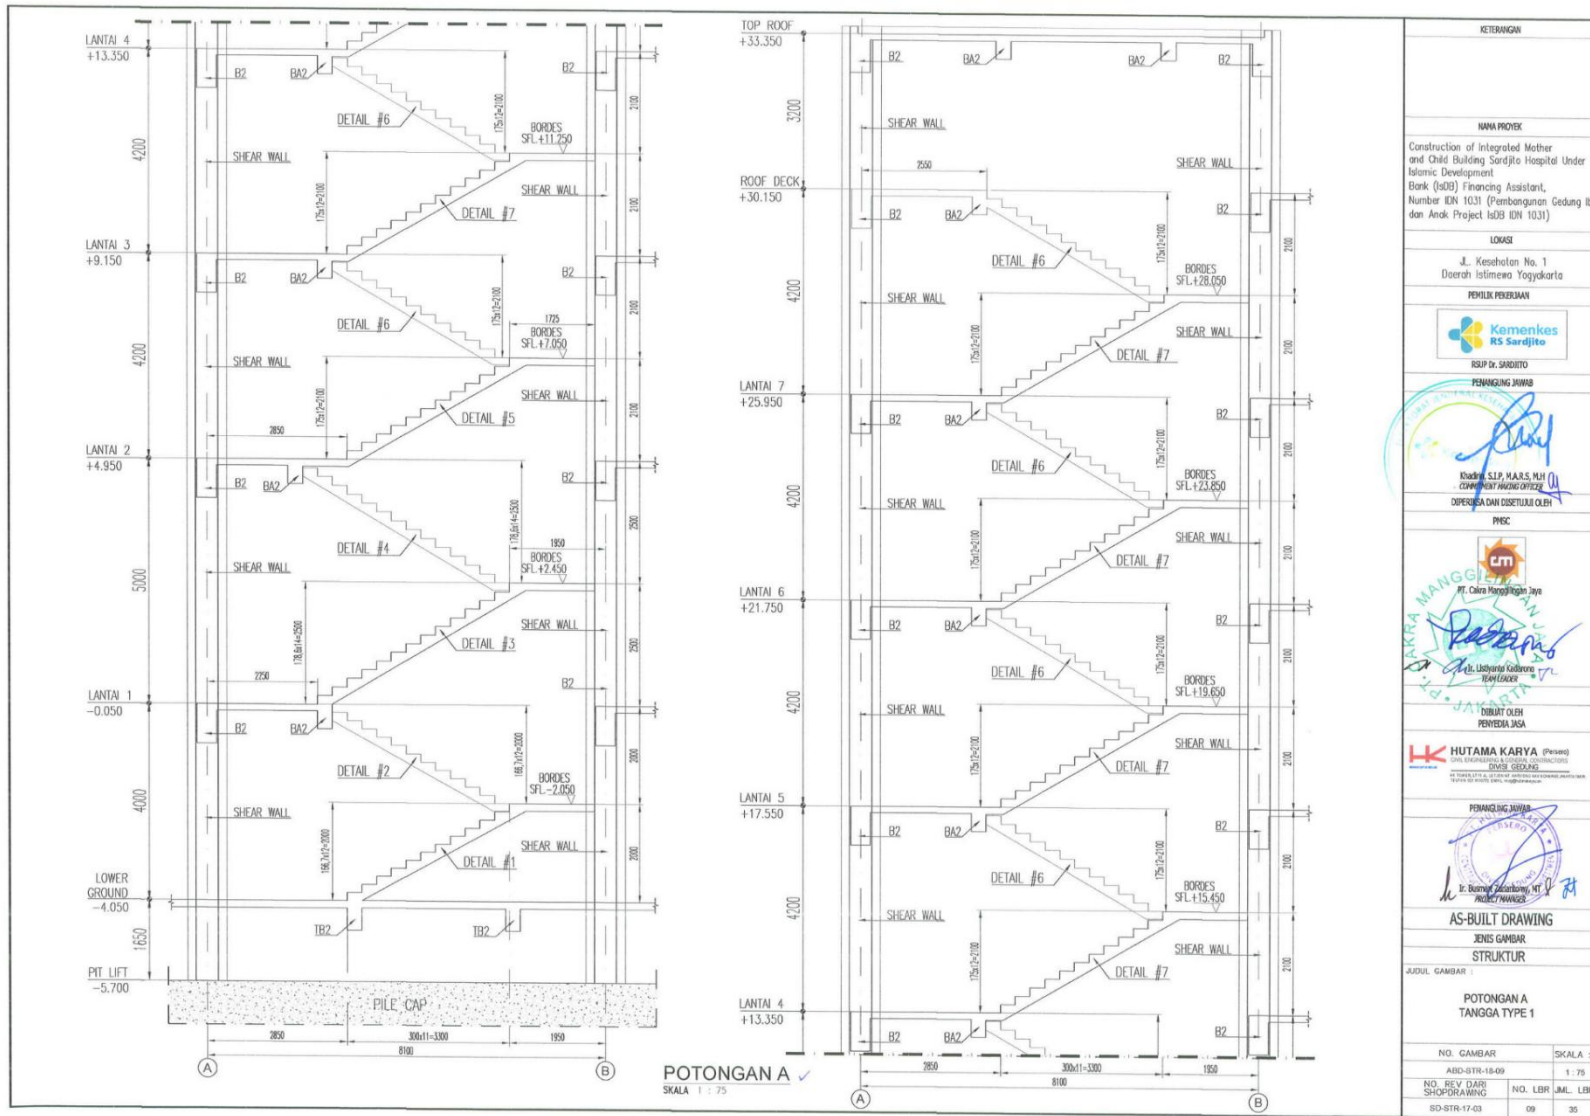 LANTAI 4
+13.350
B2
BA2
B2
DETAIL #6
175x12=2100
2100
BORDES
SFL.+11.250
4200
SHEAR WALL
SHEAR WALL
175x12=2100
DETAIL #7
2100
LANTAI 3
+9.150
B2
BA2
B2
DETAIL #6
175x12=2100
2100
1725
BORDES
SFL.+7.050
4200
SHEAR WALL
SHEAR WALL
175x12=2100
DETAIL #5
2100
2850
LANTAI 2
+4.950
B2
BA2
B2
178,6x14=2500
2500
DETAIL #4
1950
BORDES
SFL.+2.450
5000
SHEAR WALL
SHEAR WALL
178,6x14=2500
DETAIL #3
2500
2250
LANTAI 1
-0.050
B2
BA2
B2
DETAIL #2
166,7x12=2000
2000
BORDES
SFL.-2.050
4000
SHEAR WALL
SHEAR WALL
166,7x12=2000
DETAIL #1
2000
LOWER
GROUND
-4.050
TB2
TB2
1650
PIT LIFT
-5.700
PILE CAP
2850
300x11=3300
1950
8100
A
B
POTONGAN A
SKALA 1 : 75
TOP ROOF
+33.350
B2
BA2
BA2
B2
3200
SHEAR WALL
SHEAR WALL
2550
ROOF DECK
+30.150
B2
BA2
B2
DETAIL #6
175x12=2100
2100
BORDES
SFL.+28.050
4200
SHEAR WALL
SHEAR WALL
175x12=2100
DETAIL #7
2100
LANTAI 7
+25.950
B2
BA2
B2
DETAIL #6
175x12=2100
2100
BORDES
SFL.+23.850
4200
SHEAR WALL
SHEAR WALL
175x12=2100
DETAIL #7
2100
LANTAI 6
+21.750
B2
BA2
B2
DETAIL #6
175x12=2100
2100
BORDES
SFL.+19.650
4200
SHEAR WALL
SHEAR WALL
175x12=2100
DETAIL #7
2100
LANTAI 5
+17.550
B2
BA2
B2
DETAIL #6
175x12=2100
2100
BORDES
SFL.+15.450
4200
SHEAR WALL
SHEAR WALL
175x12=2100
DETAIL #7
2100
LANTAI 4
+13.350
B2
BA2
B2
2850
300x11=3300
1950
8100
A
B
KETERANGAN
NAMA PROYEK
Construction of Integrated Mother
and Child Building Sardjito Hospital Under
Islamic Development
Bank (IsDB) Financing Assistant,
Number IDN 1031 (Pembangunan Gedung Ib
dan Anak Project IsDB IDN 1031)
LOKASI
JL. Kesehatan No. 1
Daerah Istimewa Yogyakarta
PEMILIK PEKERJAAN
Kemenkes
RS Sardjito
RSUP Dr. SARDJITO
PENANGUNG JAWAB
S.I.P, M.A.R.S, M.H
COMMITMENT MAKING OFFICER
DIPERIKSA DAN DISETUJUI OLEH
PMSC
cm
PT. Cakra Manggilingan Jaya
Ir. Listiyanto
TEAM LEADER
DIBUAT OLEH
PENYEDIA JASA
HK HUTAMA KARYA (Persero)
CIVIL ENGINEERING & GENERAL CONTRACTORS
DIVISI GEDUNG
PENANGUNG JAWAB
PROJECT MANAGER
AS-BUILT DRAWING
JENIS GAMBAR
STRUKTUR
JUDUL GAMBAR :
POTONGAN A
TANGGA TYPE 1
NO. GAMBAR
SKALA :
ABD-STR-18-09
1 : 75
NO. REV DARI
SHOPDRAWING
NO. LBR
JML. LB
SD-STR-17-03
09
35